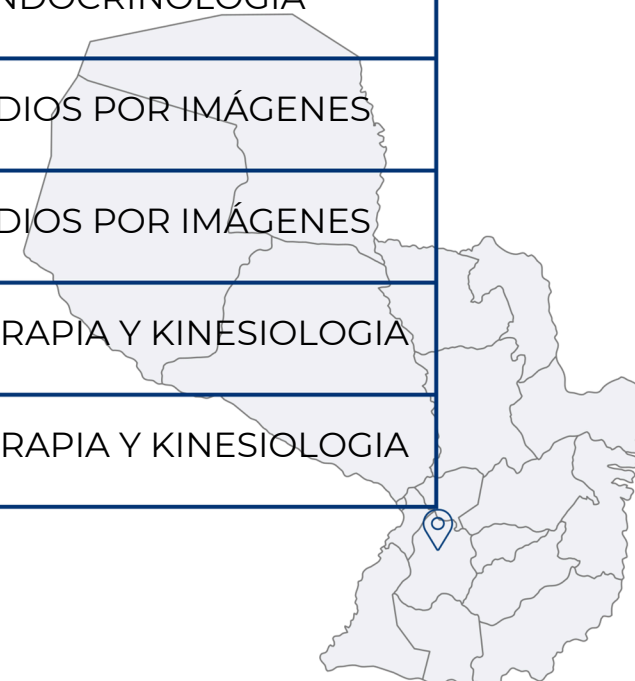 NDOCRINOLOGIA
DIOS POR IMÁGENES
DIOS POR IMÁGENES
RAPIA Y KINESIOLOGIA
RAPIA Y KINESIOLOGIA